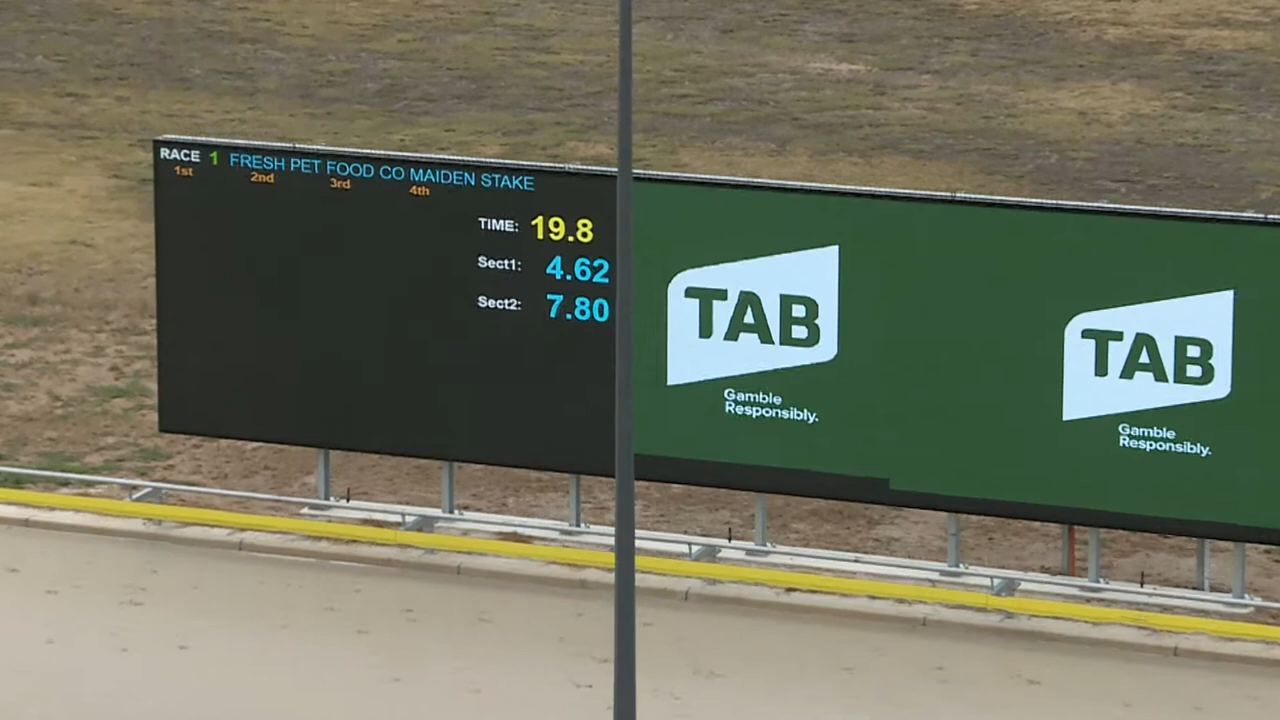 RACE 1 FRESH PET FOOD CO MAIDEN STAKE
1st 2nd 3rd 4th
TIME: 19.8
Sect1: 4.62
Sect2: 7.80
TAB
Gamble
Responsibly.
TAB
Gamble
Responsibly.